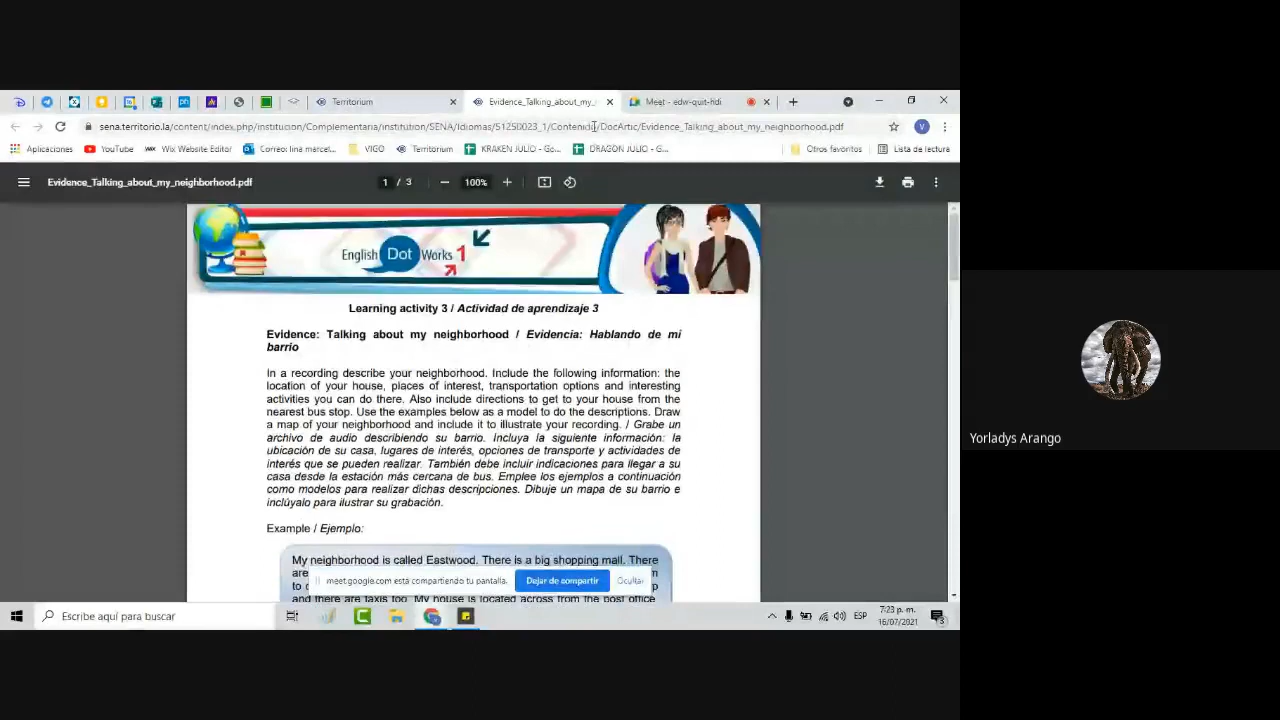 Territorium
Evidence_Talking_about_my_
Meet - edw-quit-hdi
sena.territorio.la/content/index.php/institucion/Complementaria/institution/SENA/Idiomas/51250023_1/Contenido/DocArtic/Evidence_Talking_about_my_neighborhood.pdf
Aplicaciones YouTube Wix Website Editor Correo: lina marcel... VIGO Territorium KRAKEN JULIO - Go... DRAGON JULIO - G... Otros favoritos Lista de lectura
Evidence_Talking_about_my_neighborhood.pdf 1 / 3 100%
English Dot Works 1
Learning activity 3 / Actividad de aprendizaje 3
Evidence: Talking about my neighborhood / Evidencia: Hablando de mi
barrio
In a recording describe your neighborhood. Include the following information: the
location of your house, places of interest, transportation options and interesting
activities you can do there. Also include directions to get to your house from the
nearest bus stop. Use the examples below as a model to do the descriptions. Draw
a map of your neighborhood and include it to illustrate your recording. / Grabe un
archivo de audio describiendo su barrio. Incluya la siguiente información: la
ubicación de su casa, lugares de interés, opciones de transporte y actividades de
interés que se pueden realizar. También debe incluir indicaciones para llegar a su
casa desde la estación más cercana de bus. Emplee los ejemplos a continuación
como modelos para realizar dichas descripciones. Dibuje un mapa de su barrio e
inclúyalo para ilustrar su grabación.
Example / Ejemplo:
My neighborhood is called Eastwood. There is a big shopping mall. There
are
meet.google.com está compartiendo tu pantalla. Dejar de compartir Ocultar
to
and there are taxis too. My house is located across from the post office
Yorladys Arango
Escribe aquí para buscar
ESP
7:23 p. m.
16/07/2021